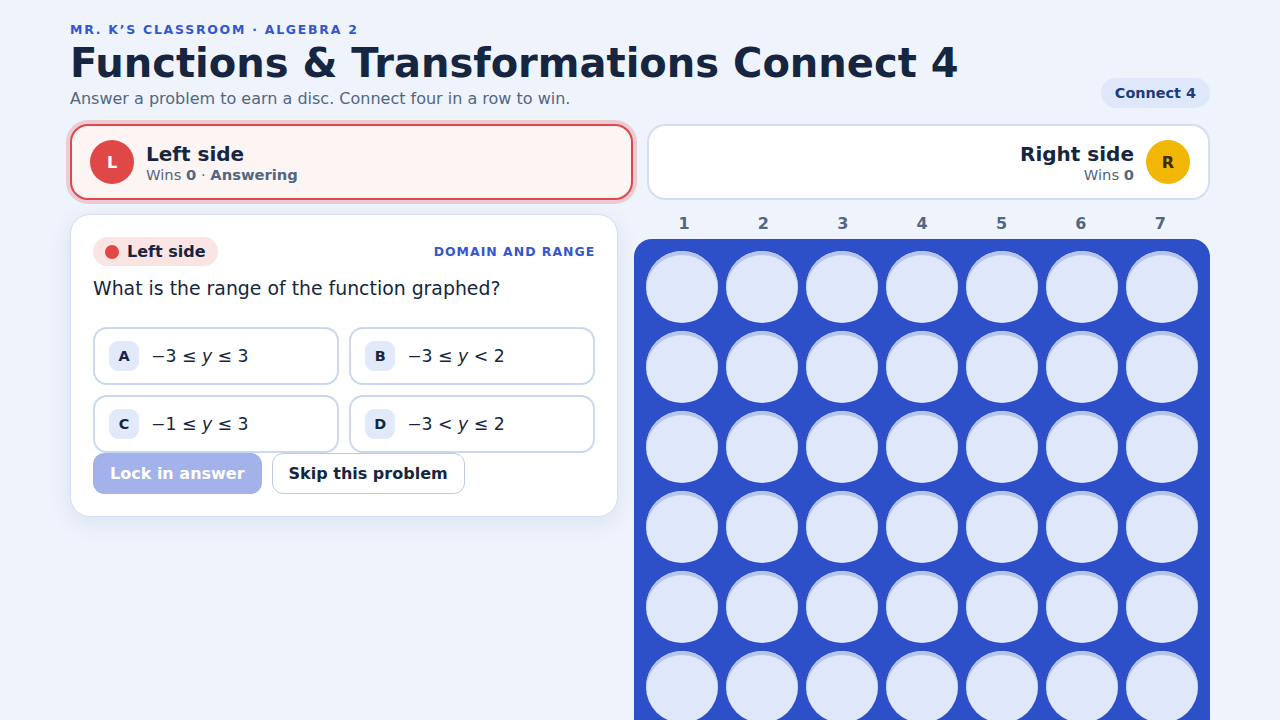 MR. K’S CLASSROOM · ALGEBRA 2
Functions & Transformations Connect 4
Answer a problem to earn a disc. Connect four in a row to win.
Connect 4
L
Left side
Wins 0 · Answering
Right side
Wins 0
R
Left side
DOMAIN AND RANGE
What is the range of the function graphed?
A −3 ≤ y ≤ 3
B −3 ≤ y < 2
C −1 ≤ y ≤ 3
D −3 < y ≤ 2
Lock in answer
Skip this problem
1 2 3 4 5 6 7